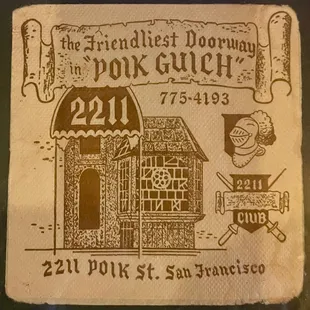 the Friendliest Doorway
in "POLK GULCH"
2211
775-4193
2211
CLUB
2211 POLK St. San Francisco